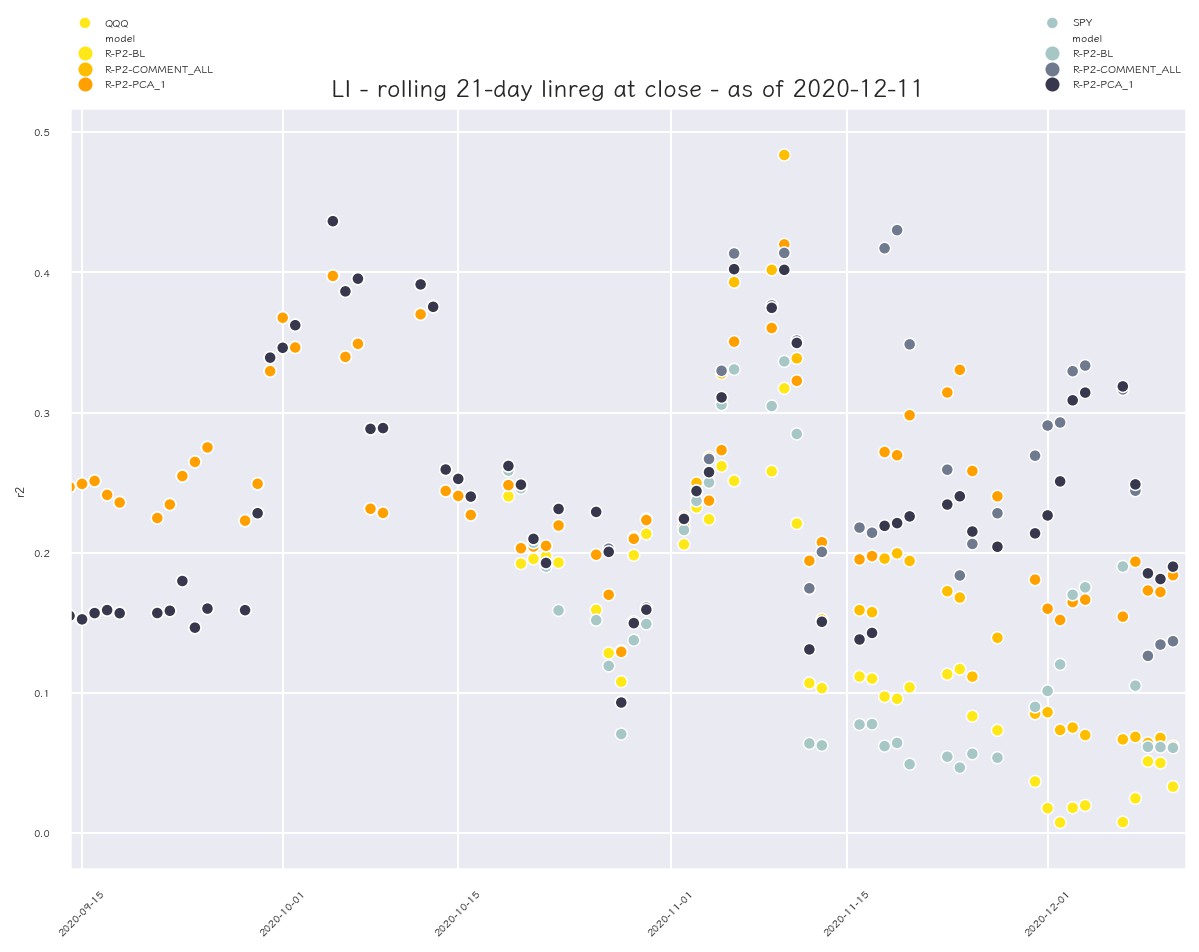 QQQ
model
R-P2-BL
R-P2-COMMENT_ALL
R-P2-PCA_1
SPY
model
R-P2-BL
R-P2-COMMENT_ALL
R-P2-PCA_1
LI - rolling 21-day linreg at close - as of 2020-12-11
0.5
0.4
0.3
r2
0.2
0.1
0.0
2020-09-15
2020-10-01
2020-10-15
2020-11-01
2020-11-15
2020-12-01